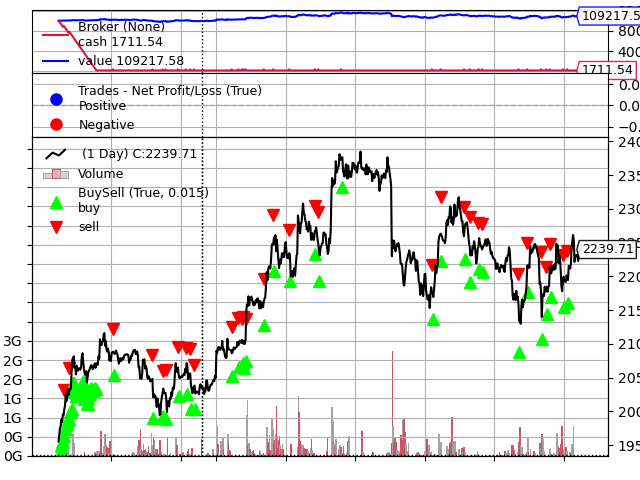 Broker (None)
cash 1711.54
value 109217.58
109217.5
800
400
1711.54
Trades - Net Profit/Loss (True)
Positive
Negative
0.0
0.0
−0.
(1 Day) C:2239.71
Volume
BuySell (True, 0.015)
buy
sell
240
235
230
2239.71
220
215
210
205
200
195
3G
2G
2G
1G
1G
0G
0G